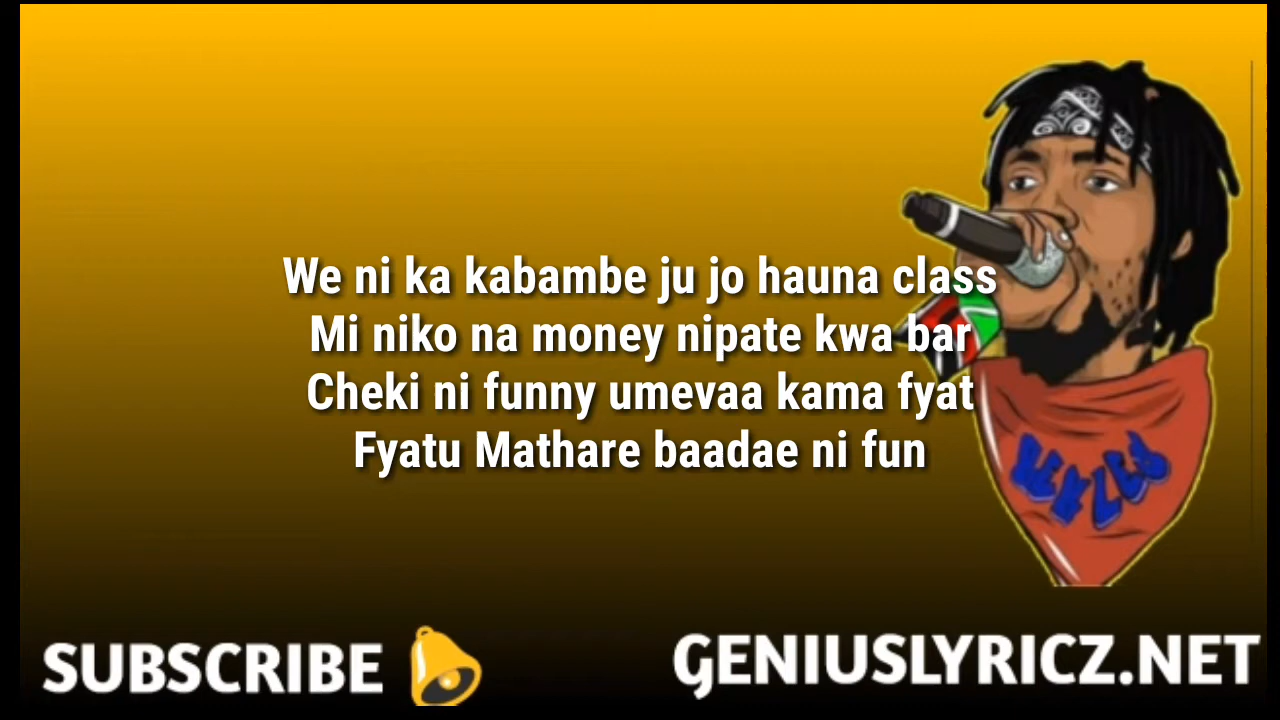 We ni ka kabambe ju jo hauna class
Mi niko na money nipate kwa bar
Cheki ni funny umevaa kama fyat
Fyatu Mathare baadae ni fun
SEKLES
SUBSCRIBE
GENIUSLYRICZ.NET